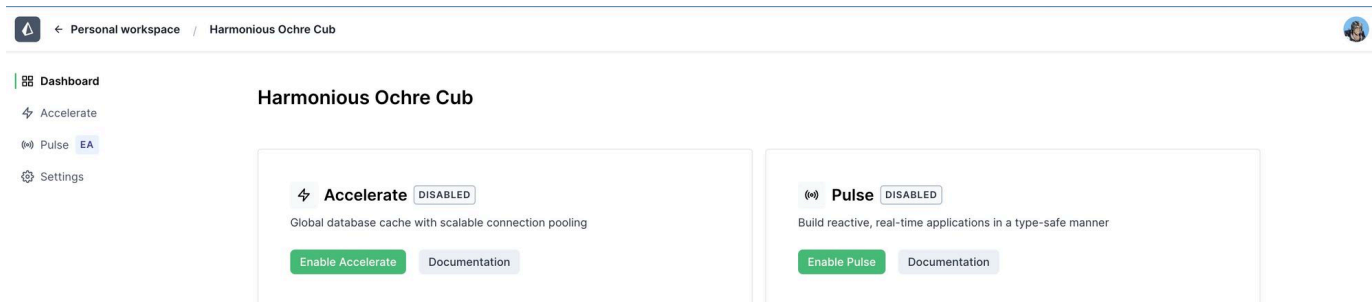 ← Personal workspace / Harmonious Ochre Cub
Dashboard
Accelerate
Pulse EA
Settings
Harmonious Ochre Cub
Accelerate DISABLED
Global database cache with scalable connection pooling
Enable Accelerate Documentation
Pulse DISABLED
Build reactive, real-time applications in a type-safe manner
Enable Pulse Documentation